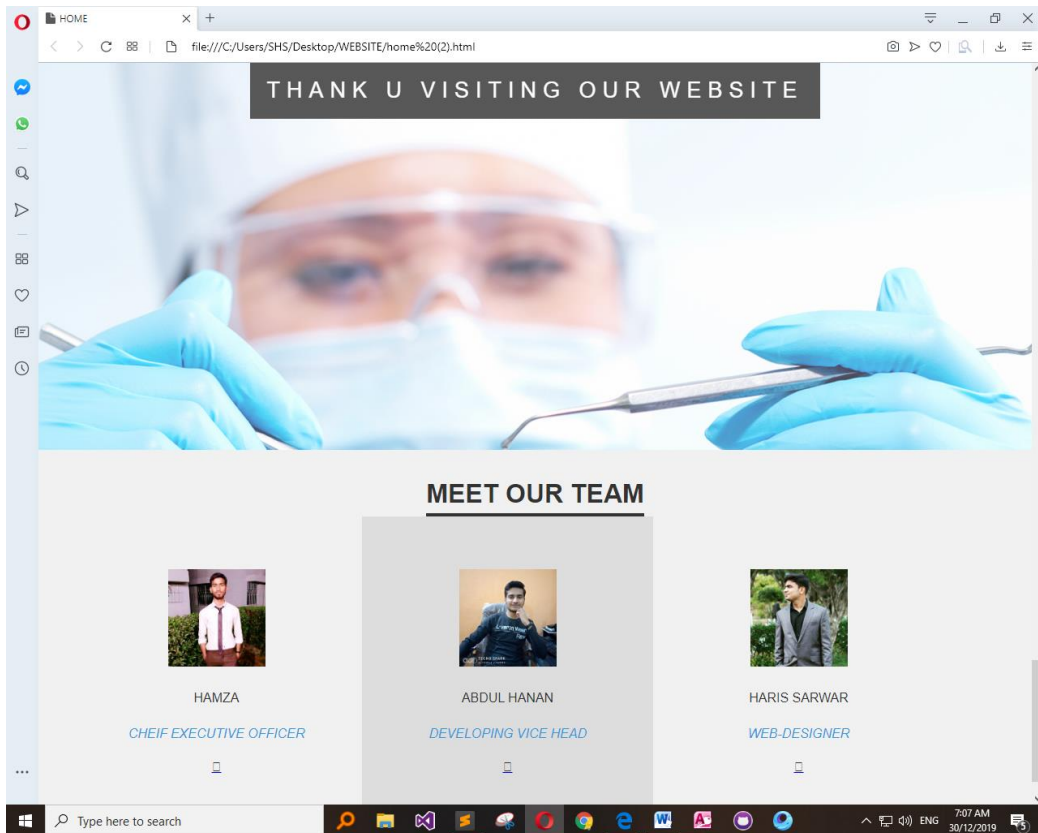 HOME
file:///C:/Users/SHS/Desktop/WEBSITE/home%20(2).html
THANK U VISITING OUR WEBSITE
MEET OUR TEAM
HAMZA
ABDUL HANAN
HARIS SARWAR
CHEIF EXECUTIVE OFFICER
DEVELOPING VICE HEAD
WEB-DESIGNER
Type here to search
ENG
7:07 AM
30/12/2019
5